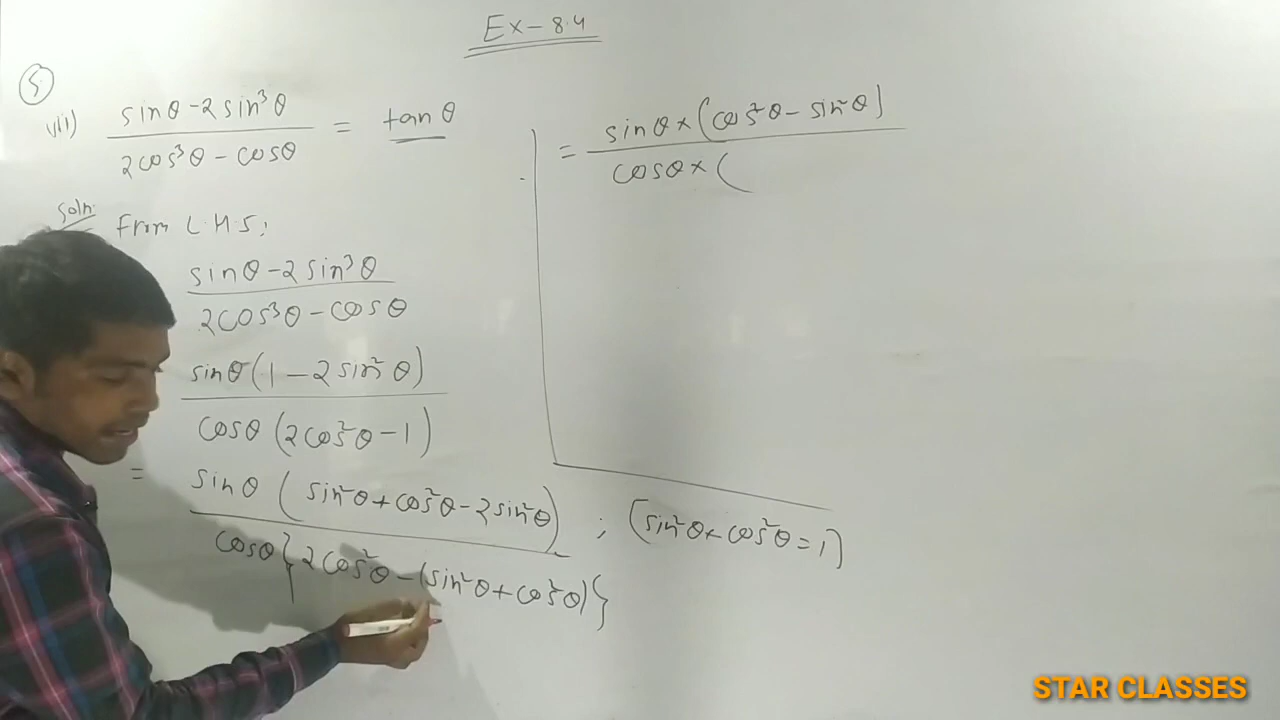 Ex-8.4
5.
vii) sinθ-2sin³θ / 2cos³θ-cosθ = tanθ
Soln. From L.H.S;
sinθ-2sin³θ / 2cos³θ-cosθ
sinθ(1-2sin²θ) / cosθ(2cos²θ-1)
= sinθ(sin²θ+cos²θ-2sin²θ) / cosθ{2cos²θ-(sin²θ+cos²θ)} ; (sin²θ+cos²θ=1)
= sinθ×(cos²θ-sin²θ) / cosθ×(
STAR CLASSES